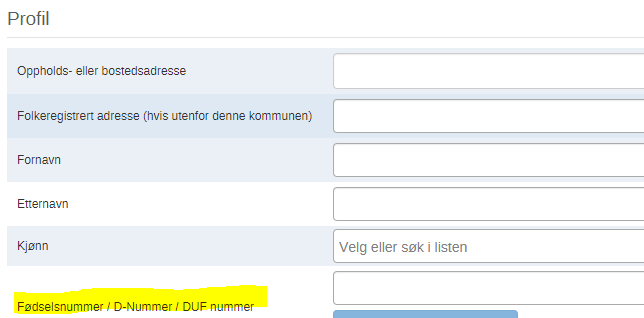 Profil
Oppholds- eller bostedsadresse
Folkeregistrert adresse (hvis utenfor denne kommunen)
Fornavn
Etternavn
Kjønn
Velg eller søk i listen
Fødselsnummer / D-Nummer / DUF nummer